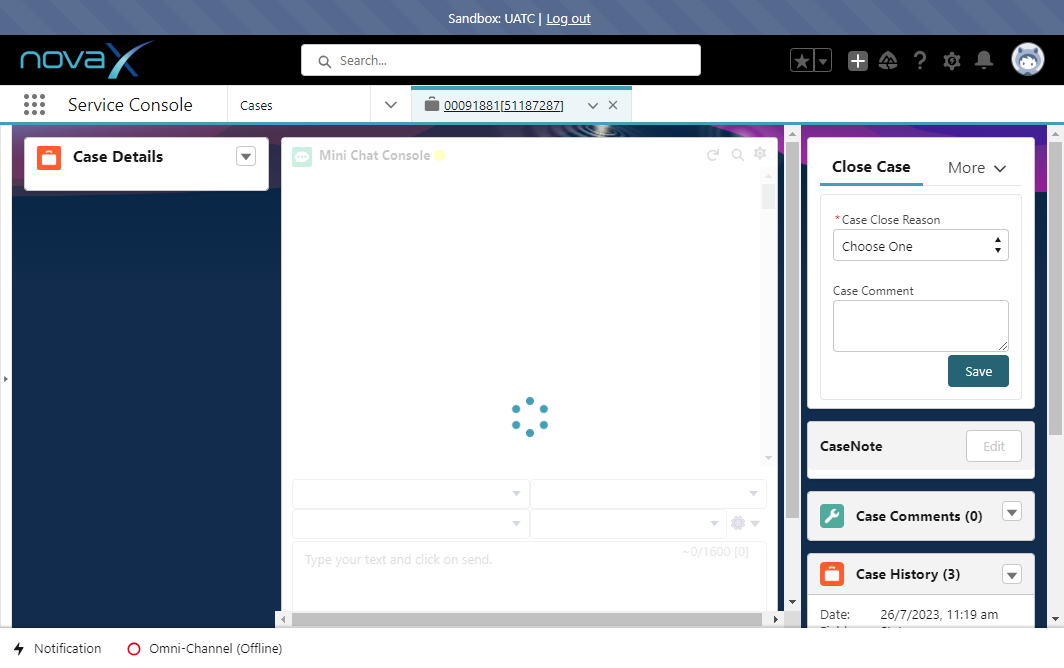 Sandbox: UATC | Log out
novaX
Search...
Service Console
Cases
00091881[51187287]
Case Details
Mini Chat Console
Close Case
More
*Case Close Reason
Choose One
Case Comment
Save
CaseNote
Edit
~0/1600 [0]
Type your text and click on send.
Case Comments (0)
Case History (3)
Date: 26/7/2023, 11:19 am
Notification
Omni-Channel (Offline)